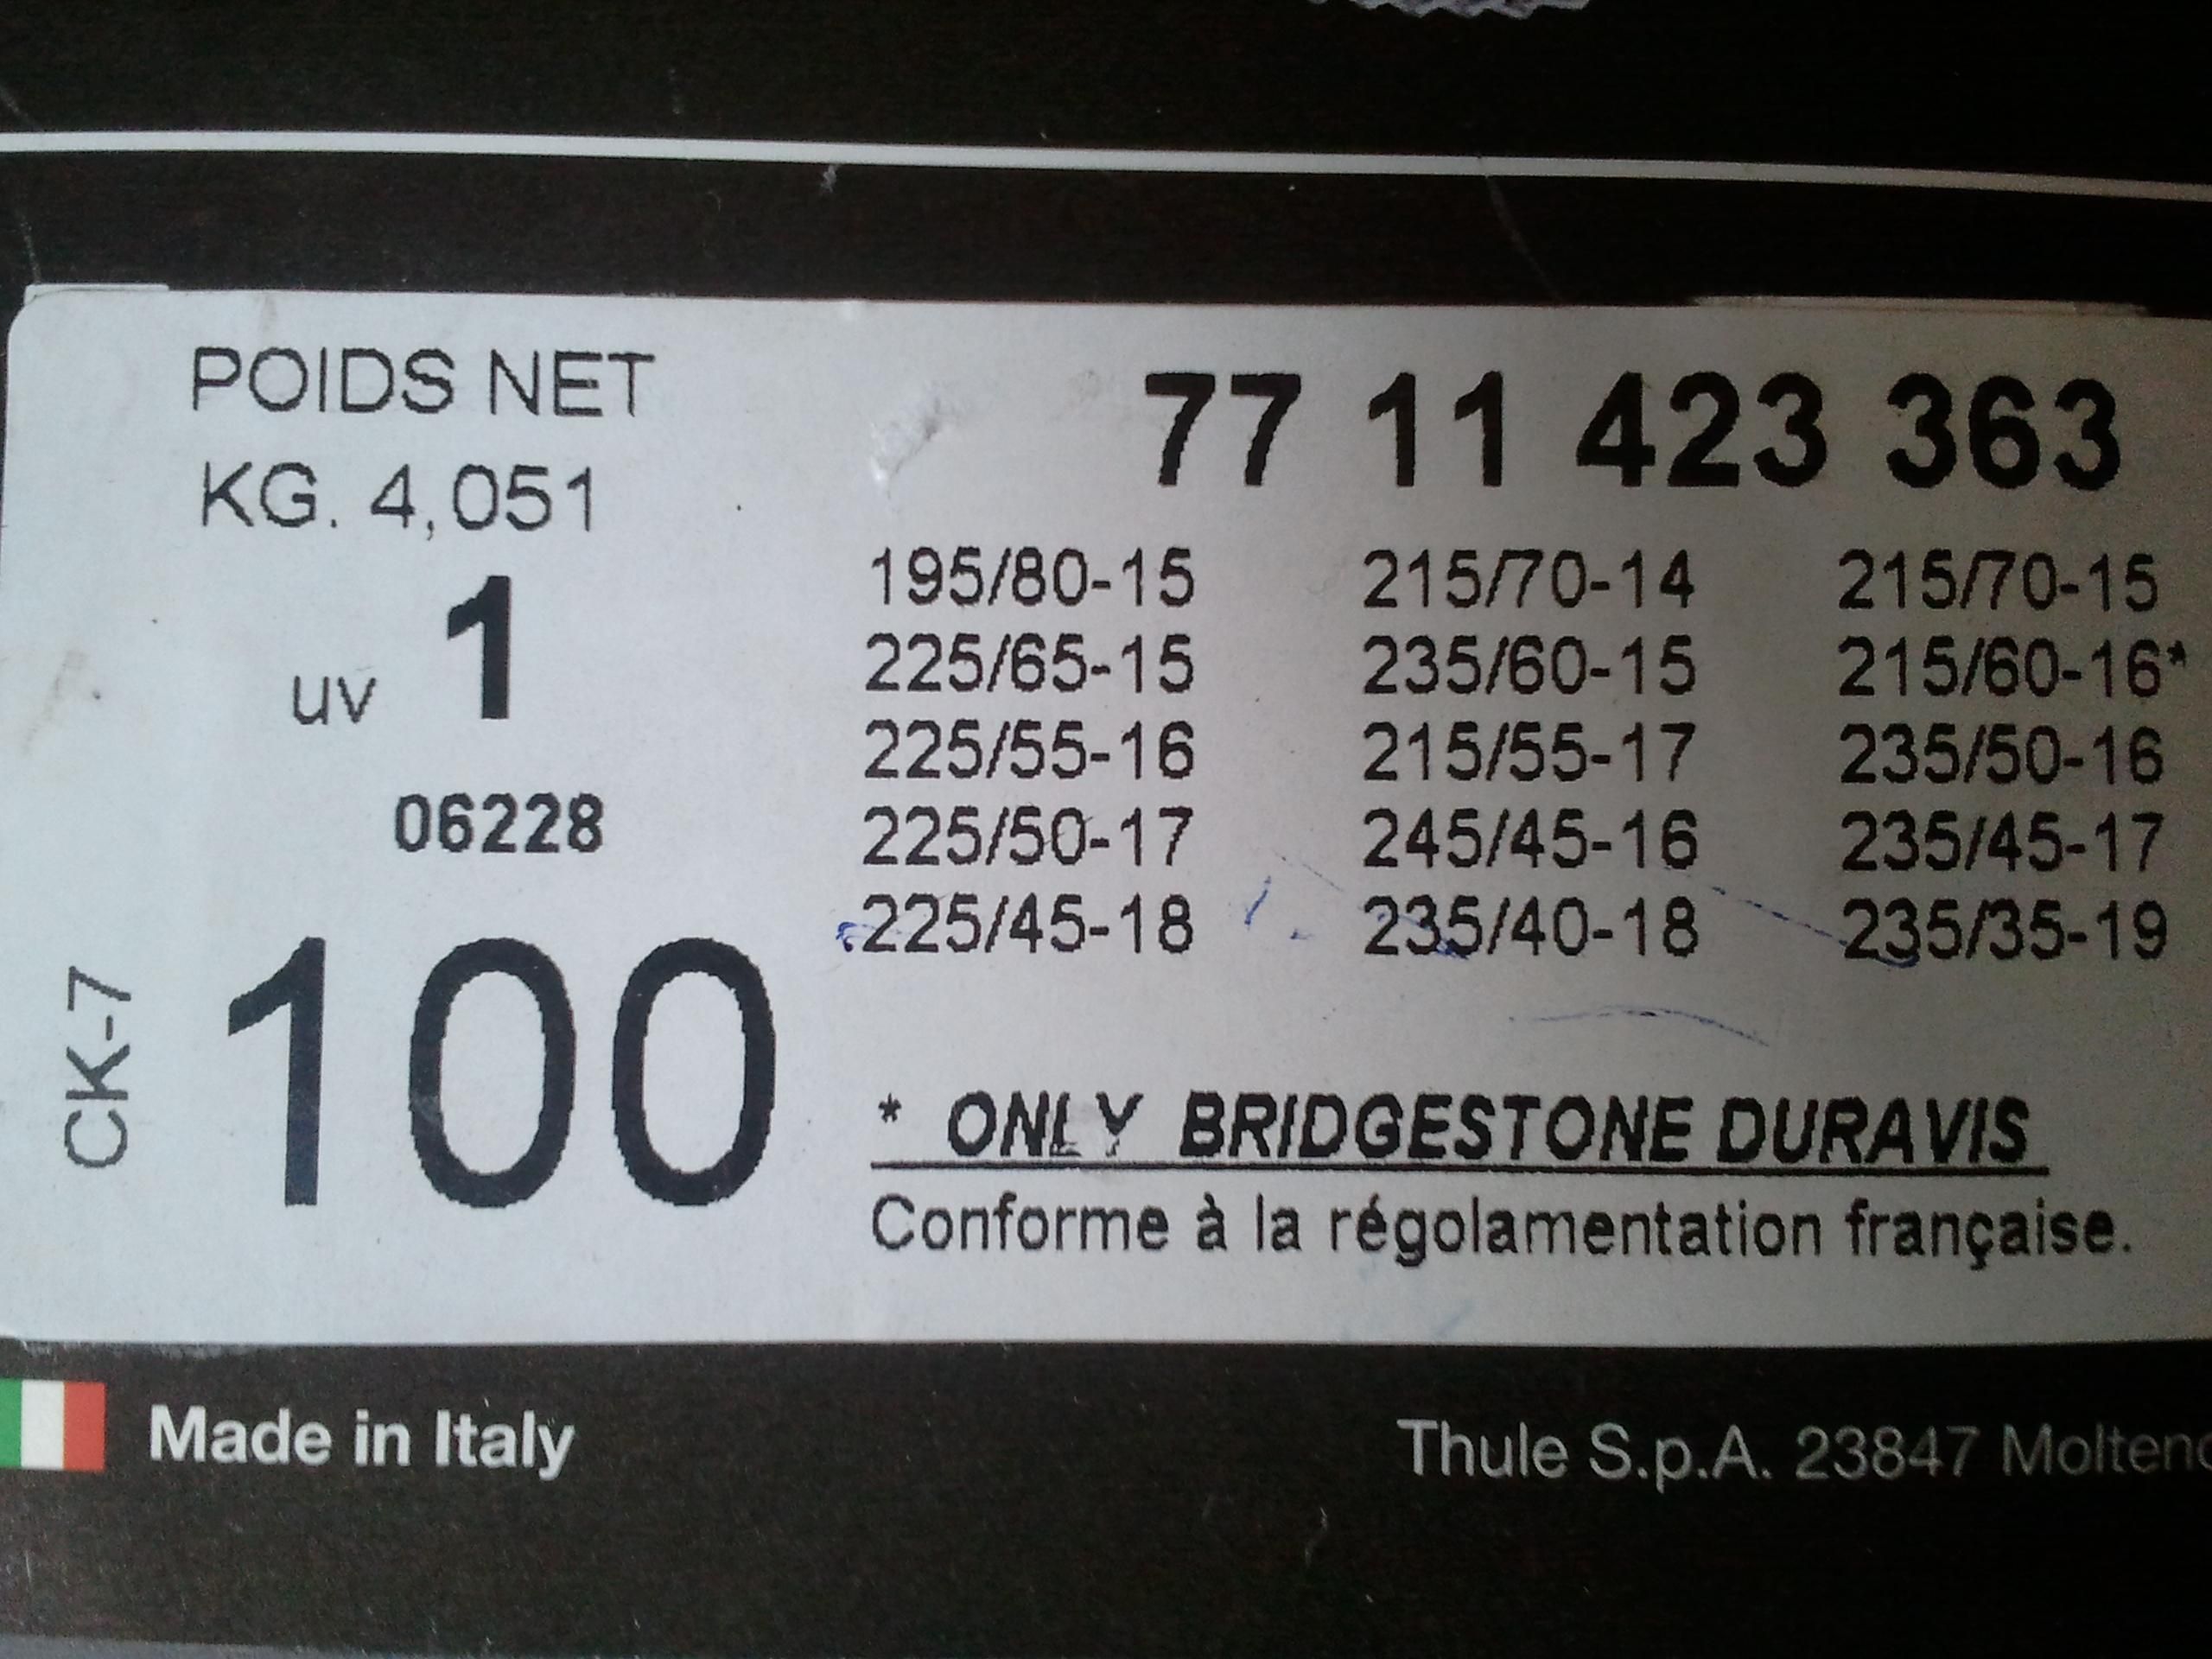 POIDS NET
KG. 4,051
uv 1
06228
CK-7
100
77 11 423 363
195/80-15 215/70-14 215/70-15
225/65-15 235/60-15 215/60-16*
225/55-16 215/55-17 235/50-16
225/50-17 245/45-16 235/45-17
225/45-18 235/40-18 235/35-19
* ONLY BRIDGESTONE DURAVIS
Conforme à la régolamentation française.
Made in Italy
Thule S.p.A. 23847